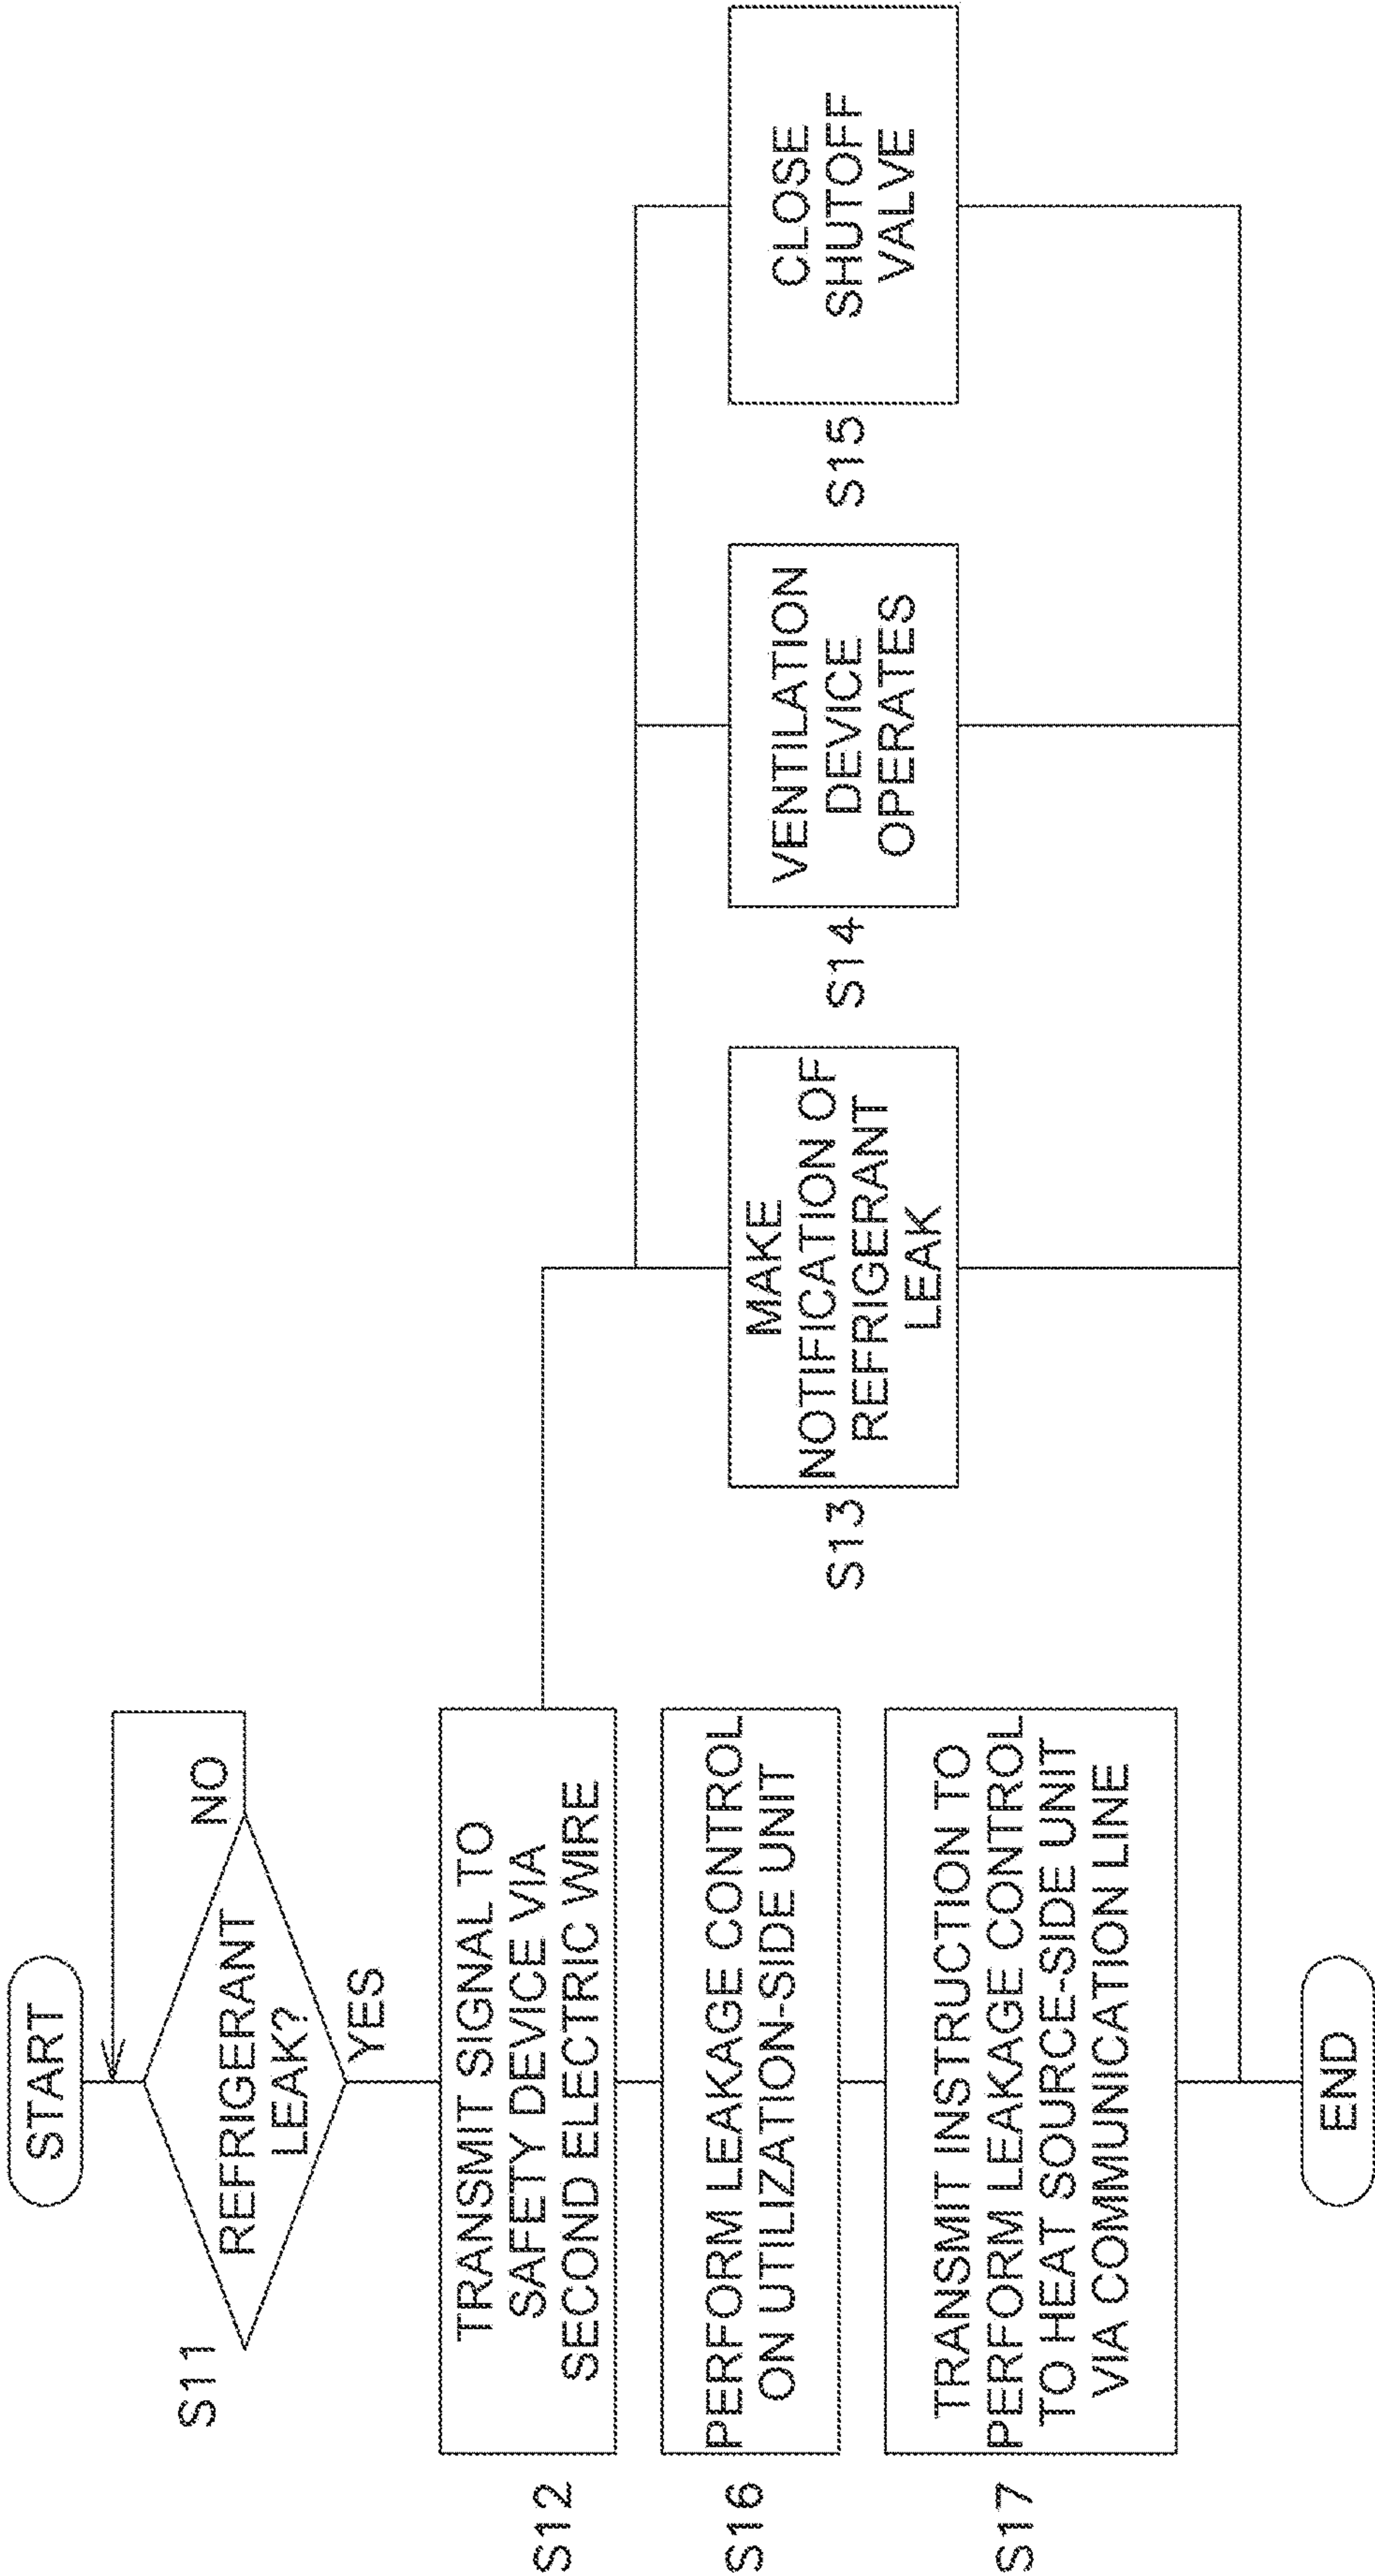 START
S11
REFRIGERANT
LEAK?
NO
YES
S12
TRANSMIT SIGNAL TO
SAFETY DEVICE VIA
SECOND ELECTRIC WIRE
S16
PERFORM LEAKAGE CONTROL
ON UTILIZATION-SIDE UNIT
S17
TRANSMIT INSTRUCTION TO
PERFORM LEAKAGE CONTROL
TO HEAT SOURCE-SIDE UNIT
VIA COMMUNICATION LINE
S13
MAKE
NOTIFICATION OF
REFRIGERANT
LEAK
S14
VENTILATION
DEVICE
OPERATES
S15
CLOSE
SHUTOFF
VALVE
END